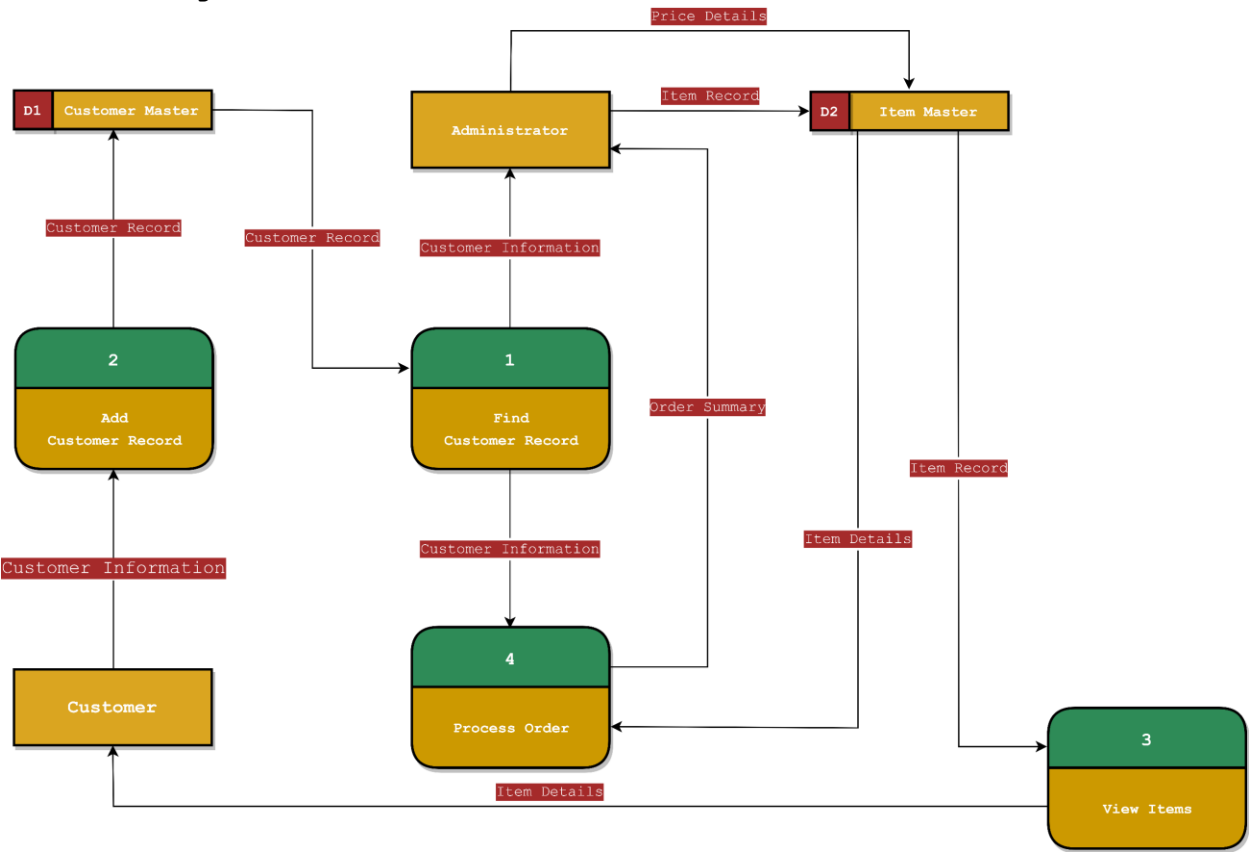 Price Details
D1
Customer Master
Item Record
D2
Item Master
Administrator
Customer Record
Customer Record
Customer Information
2
1
Order Summary
Add
Customer Record
Find
Customer Record
Item Record
Item Details
Customer Information
Customer Information
4
Customer
Process Order
3
Item Details
View Items